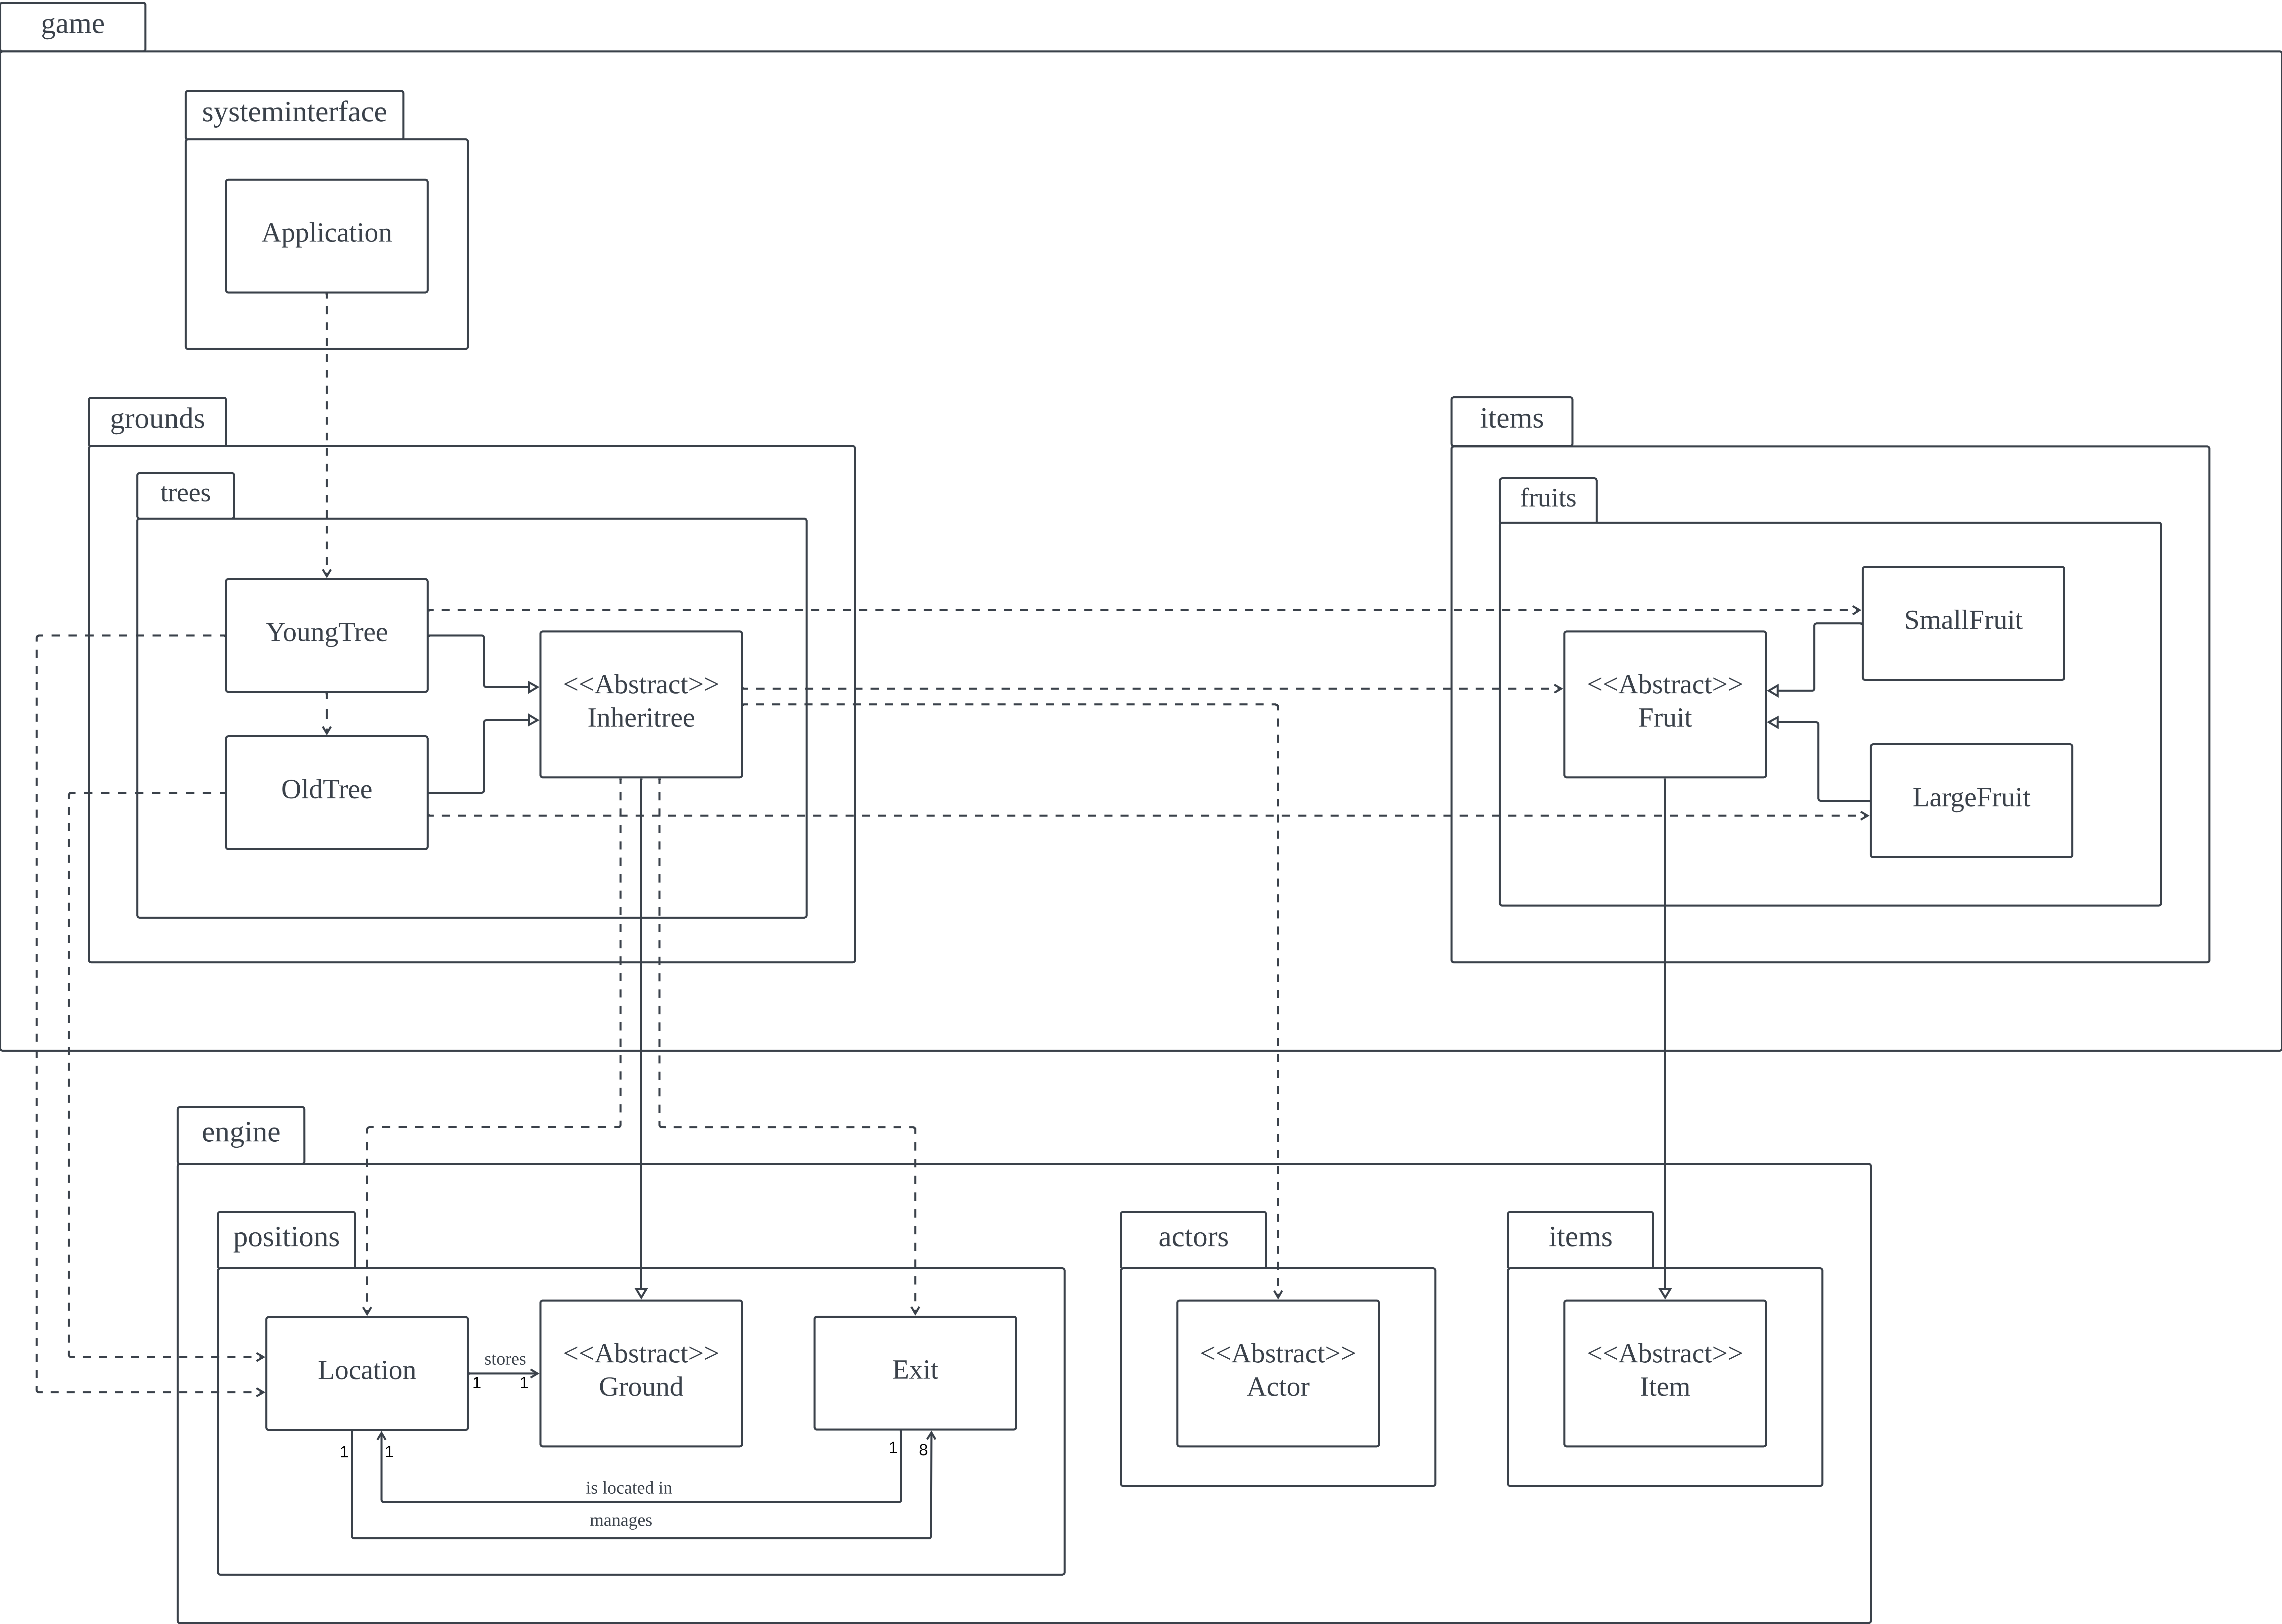 game
systeminterface
Application
grounds
items
trees
fruits
YoungTree
SmallFruit
<<Abstract>>
Inheritree
<<Abstract>>
Fruit
OldTree
LargeFruit
engine
positions
actors
items
Location
stores
1
1
<<Abstract>>
Ground
Exit
<<Abstract>>
Actor
<<Abstract>>
Item
1
1
1
8
is located in
manages